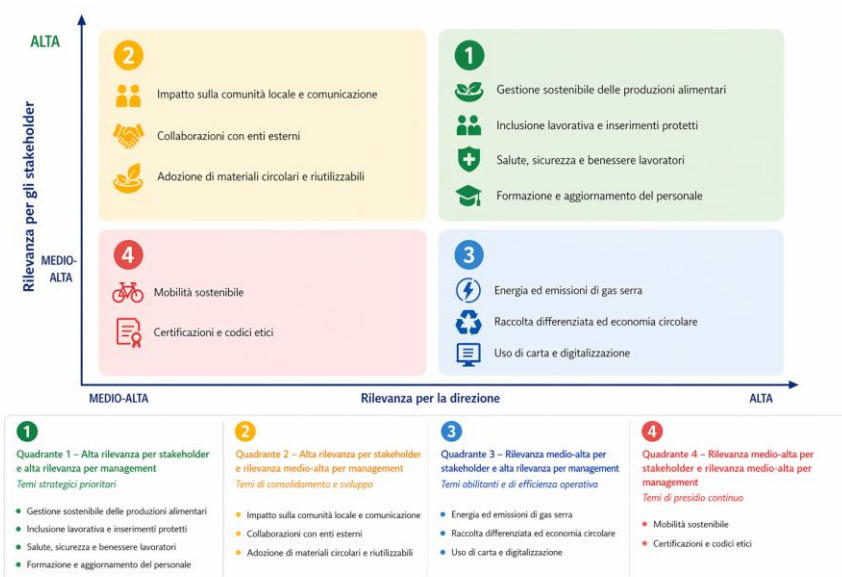 ALTA
Rilevanza per gli stakeholder
MEDIO-
ALTA
2
Impatto sulla comunità locale e comunicazione
Collaborazioni con enti esterni
Adozione di materiali circolari e riutilizzabili
1
Gestione sostenibile delle produzioni alimentari
Inclusione lavorativa e inserimenti protetti
Salute, sicurezza e benessere lavoratori
Formazione e aggiornamento del personale
4
Mobilità sostenibile
Certificazioni e codici etici
3
Energia ed emissioni di gas serra
Raccolta differenziata ed economia circolare
Uso di carta e digitalizzazione
MEDIO-ALTA
Rilevanza per la direzione
ALTA
1
Quadrante 1 – Alta rilevanza per stakeholder
e alta rilevanza per management
Temi strategici prioritari
• Gestione sostenibile delle produzioni alimentari
• Inclusione lavorativa e inserimenti protetti
• Salute, sicurezza e benessere lavoratori
• Formazione e aggiornamento del personale
2
Quadrante 2 – Alta rilevanza per stakeholder
e rilevanza medio-alta per management
Temi di consolidamento e sviluppo
• Impatto sulla comunità locale e comunicazione
• Collaborazioni con enti esterni
• Adozione di materiali circolari e riutilizzabili
3
Quadrante 3 – Rilevanza medio-alta per
stakeholder e alta rilevanza per management
Temi abilitanti e di efficienza operativa
• Energia ed emissioni di gas serra
• Raccolta differenziata ed economia circolare
• Uso di carta e digitalizzazione
4
Quadrante 4 – Rilevanza medio-alta per
stakeholder e rilevanza medio-alta per
management
Temi di presidio continuo
• Mobilità sostenibile
• Certificazioni e codici etici